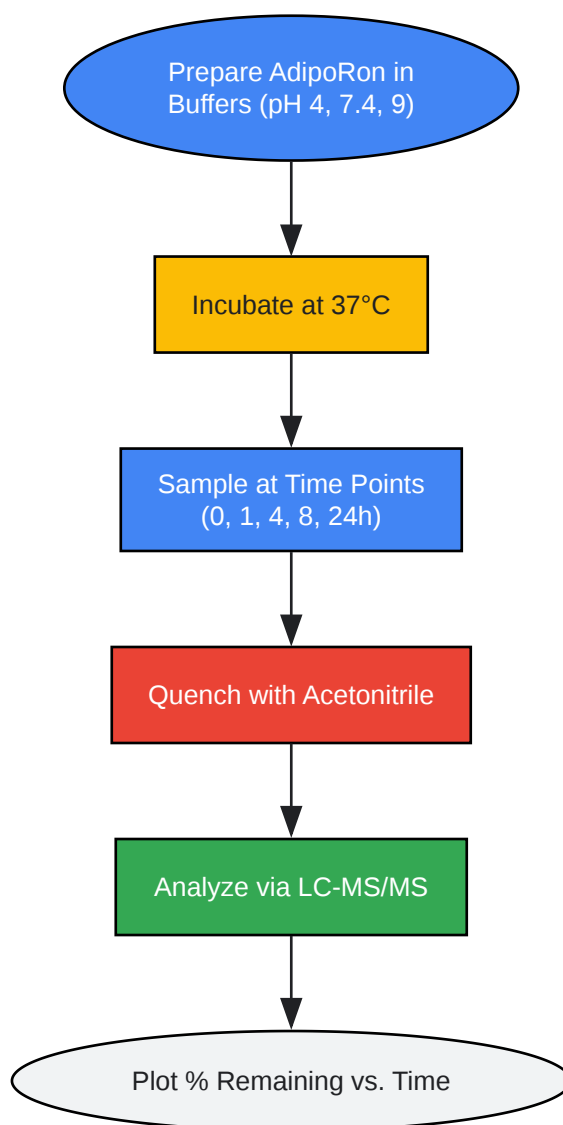 Prepare AdipoRon in
Buffers (pH 4, 7.4, 9)
Incubate at 37°C
Sample at Time Points
(0, 1, 4, 8, 24h)
Quench with Acetonitrile
Analyze via LC-MS/MS
Plot % Remaining vs. Time